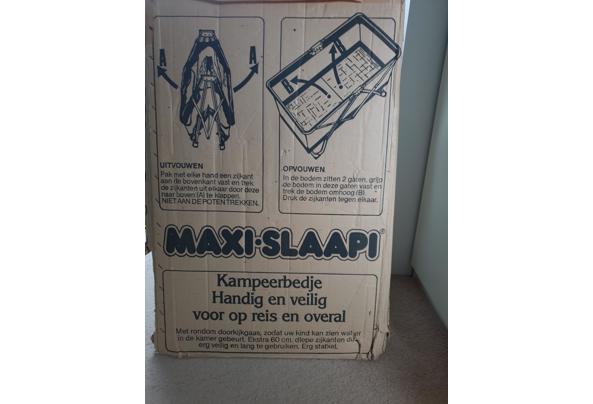 A
A
B
B
UITVOUWEN
Pak met elke hand een zijkant
aan de bovenkant vast en trek
de zijkanten uit elkaar door deze
naar boven (A) te klappen.
NIET AAN DE POTEN TREKKEN.
OPVOUWEN
In de bodem zitten 2 gaten, grijp
de bodem in deze gaten vast en
trek de bodem omhoog (B).
Druk de zijkanten tegen elkaar.
MAXI·SLAAPI®
Kampeerbedje
Handig en veilig
voor op reis en overal
Met rondom doorkijkgaas, zodat uw kind kan zien wat er
in de kamer gebeurt. Ekstra 60 cm. diepe zijkanten du
erg veilig en lang te gebruiken. Erg stabiel.